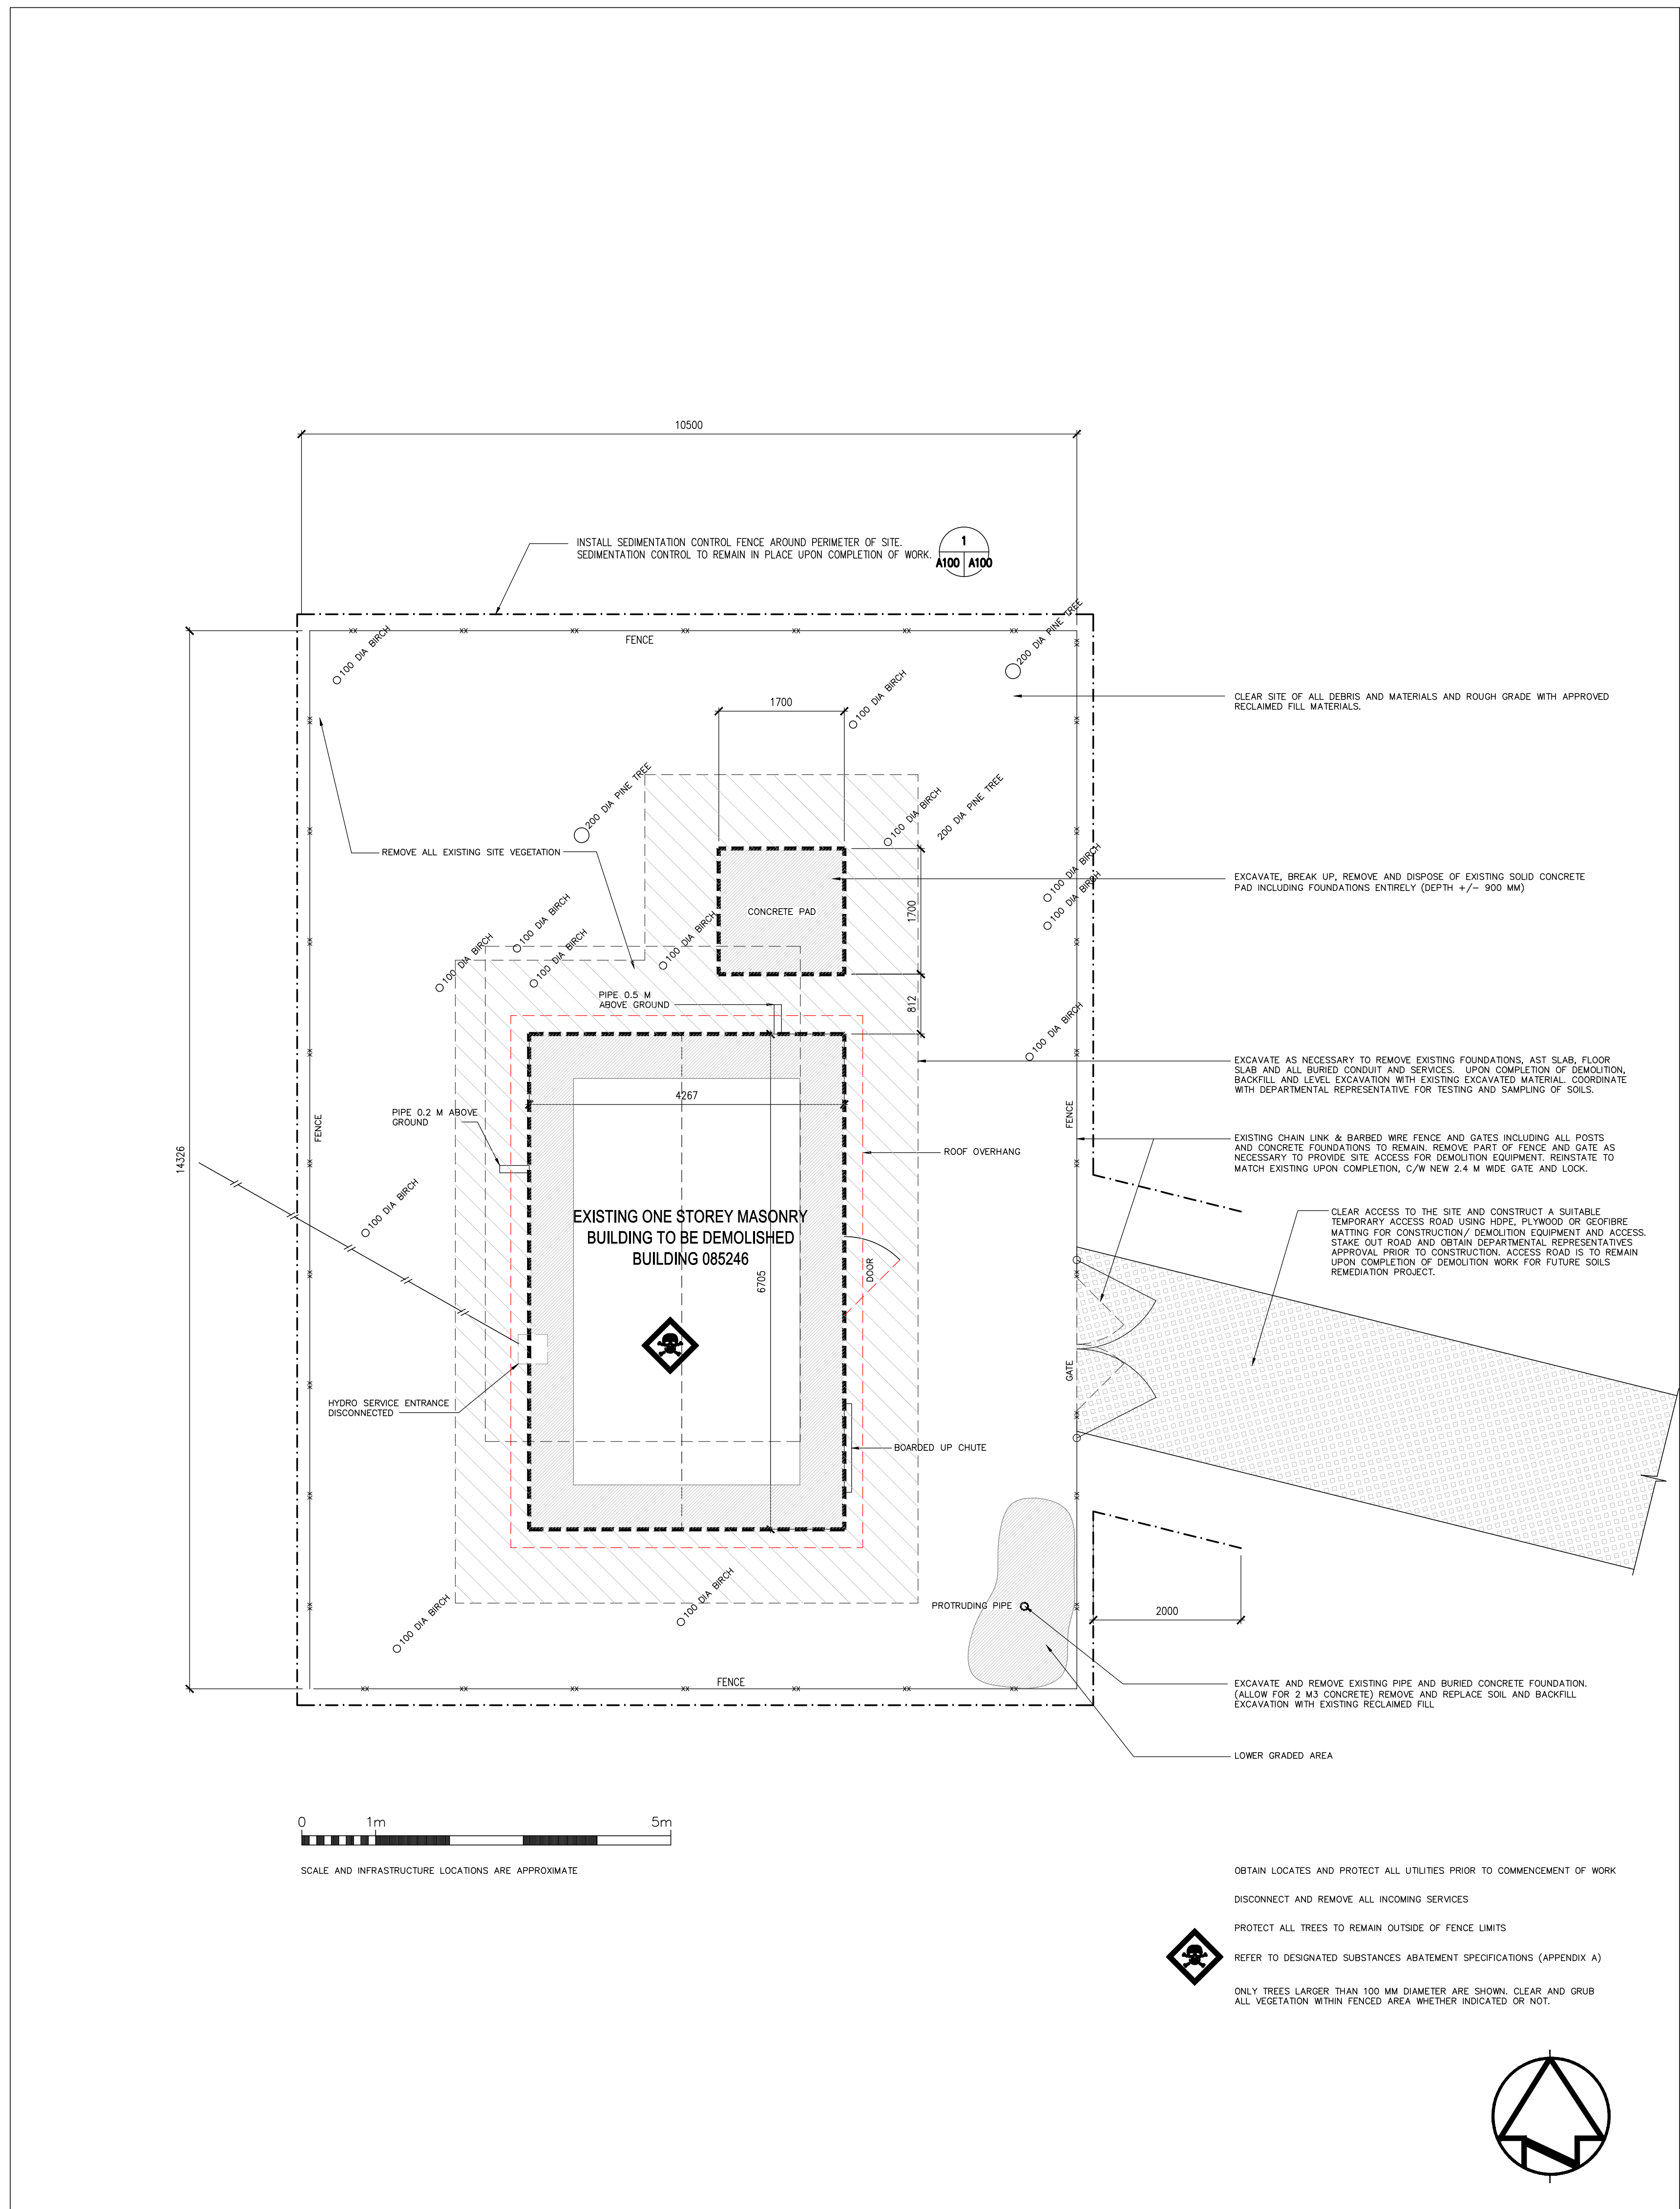 10500
INSTALL SEDIMENTATION CONTROL FENCE AROUND PERIMETER OF SITE.
SEDIMENTATION CONTROL TO REMAIN IN PLACE UPON COMPLETION OF WORK.
1
A100 A100
FENCE
100 DIA BIRCH
200 DIA PINE TREE
100 DIA BIRCH
1700
CLEAR SITE OF ALL DEBRIS AND MATERIALS AND ROUGH GRADE WITH APPROVED
RECLAIMED FILL MATERIALS.
200 DIA PINE TREE
100 DIA BIRCH
200 DIA PINE TREE
REMOVE ALL EXISTING SITE VEGETATION
100 DIA BIRCH
100 DIA BIRCH
EXCAVATE, BREAK UP, REMOVE AND DISPOSE OF EXISTING SOLID CONCRETE
PAD INCLUDING FOUNDATIONS ENTIRELY (DEPTH +/- 900 MM)
CONCRETE PAD
1700
100 DIA BIRCH
100 DIA BIRCH
100 DIA BIRCH
100 DIA BIRCH
PIPE 0.5 M
ABOVE GROUND
812
100 DIA BIRCH
EXCAVATE AS NECESSARY TO REMOVE EXISTING FOUNDATIONS, AST SLAB, FLOOR
SLAB AND ALL BURIED CONDUIT AND SERVICES. UPON COMPLETION OF DEMOLITION,
BACKFILL AND LEVEL EXCAVATION WITH EXISTING EXCAVATED MATERIAL. COORDINATE
WITH DEPARTMENTAL REPRESENTATIVE FOR TESTING AND SAMPLING OF SOILS.
4267
PIPE 0.2 M ABOVE
GROUND
FENCE
FENCE
14326
ROOF OVERHANG
EXISTING CHAIN LINK & BARBED WIRE FENCE AND GATES INCLUDING ALL POSTS
AND CONCRETE FOUNDATIONS TO REMAIN. REMOVE PART OF FENCE AND GATE AS
NECESSARY TO PROVIDE SITE ACCESS FOR DEMOLITION EQUIPMENT. REINSTATE TO
MATCH EXISTING UPON COMPLETION, C/W NEW 2.4 M WIDE GATE AND LOCK.
100 DIA BIRCH
EXISTING ONE STOREY MASONRY
BUILDING TO BE DEMOLISHED
BUILDING 085246
6705
DOOR
CLEAR ACCESS TO THE SITE AND CONSTRUCT A SUITABLE
TEMPORARY ACCESS ROAD USING HDPE, PLYWOOD OR GEOFIBRE
MATTING FOR CONSTRUCTION/ DEMOLITION EQUIPMENT AND ACCESS.
STAKE OUT ROAD AND OBTAIN DEPARTMENTAL REPRESENTATIVES
APPROVAL PRIOR TO CONSTRUCTION. ACCESS ROAD IS TO REMAIN
UPON COMPLETION OF DEMOLITION WORK FOR FUTURE SOILS
REMEDIATION PROJECT.
GATE
HYDRO SERVICE ENTRANCE
DISCONNECTED
BOARDED UP CHUTE
100 DIA BIRCH
100 DIA BIRCH
PROTRUDING PIPE
2000
FENCE
EXCAVATE AND REMOVE EXISTING PIPE AND BURIED CONCRETE FOUNDATION.
(ALLOW FOR 2 M3 CONCRETE) REMOVE AND REPLACE SOIL AND BACKFILL
EXCAVATION WITH EXISTING RECLAIMED FILL
LOWER GRADED AREA
0 1m 5m
SCALE AND INFRASTRUCTURE LOCATIONS ARE APPROXIMATE
OBTAIN LOCATES AND PROTECT ALL UTILITIES PRIOR TO COMMENCEMENT OF WORK
DISCONNECT AND REMOVE ALL INCOMING SERVICES
PROTECT ALL TREES TO REMAIN OUTSIDE OF FENCE LIMITS
REFER TO DESIGNATED SUBSTANCES ABATEMENT SPECIFICATIONS (APPENDIX A)
ONLY TREES LARGER THAN 100 MM DIAMETER ARE SHOWN. CLEAR AND GRUB
ALL VEGETATION WITHIN FENCED AREA WHETHER INDICATED OR NOT.